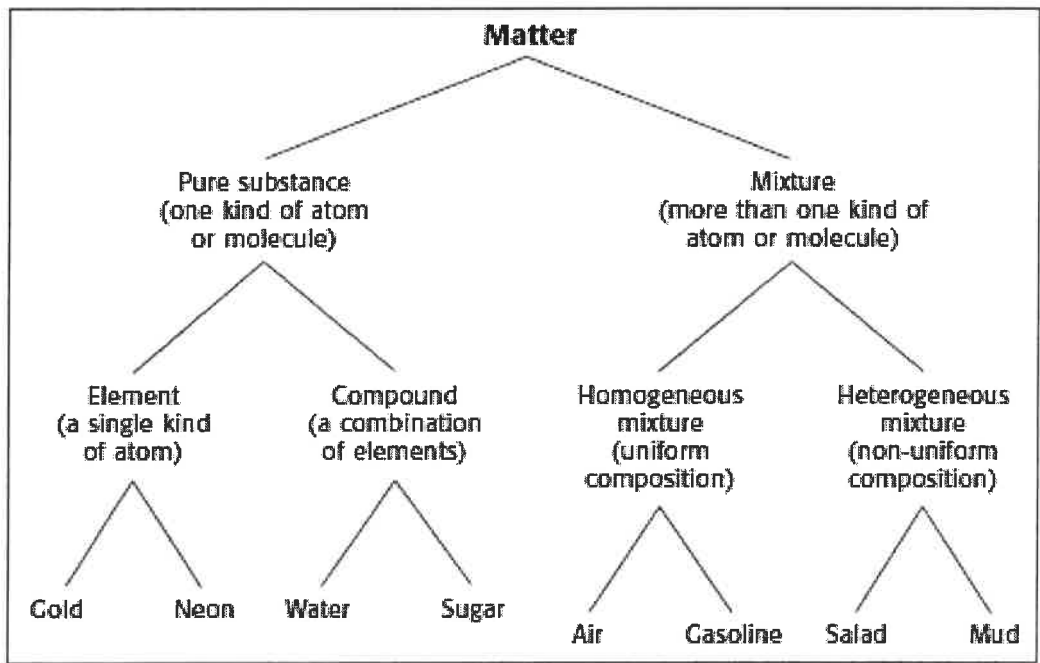 Matter
Pure substance
(one kind of atom
or molecule)
Mixture
(more than one kind of
atom or molecule)
Element
(a single kind
of atom)
Compound
(a combination
of elements)
Homogeneous
mixture
(uniform
composition)
Heterogeneous
mixture
(non-uniform
composition)
Gold
Neon
Water
Sugar
Air
Gasoline
Salad
Mud